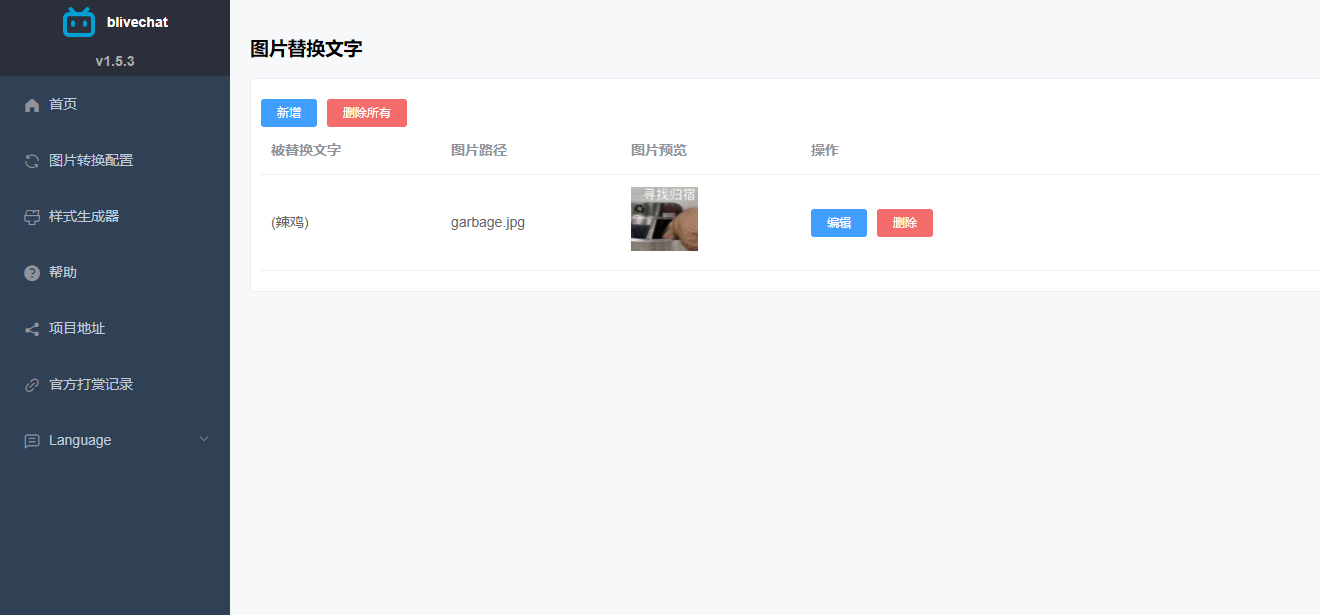 blivechat
v1.5.3
首页
图片转换配置
样式生成器
帮助
项目地址
官方打赏记录
Language
图片替换文字
新增 删除所有
被替换文字 图片路径 图片预览 操作
寻找归宿
(辣鸡) garbage.jpg 编辑 删除